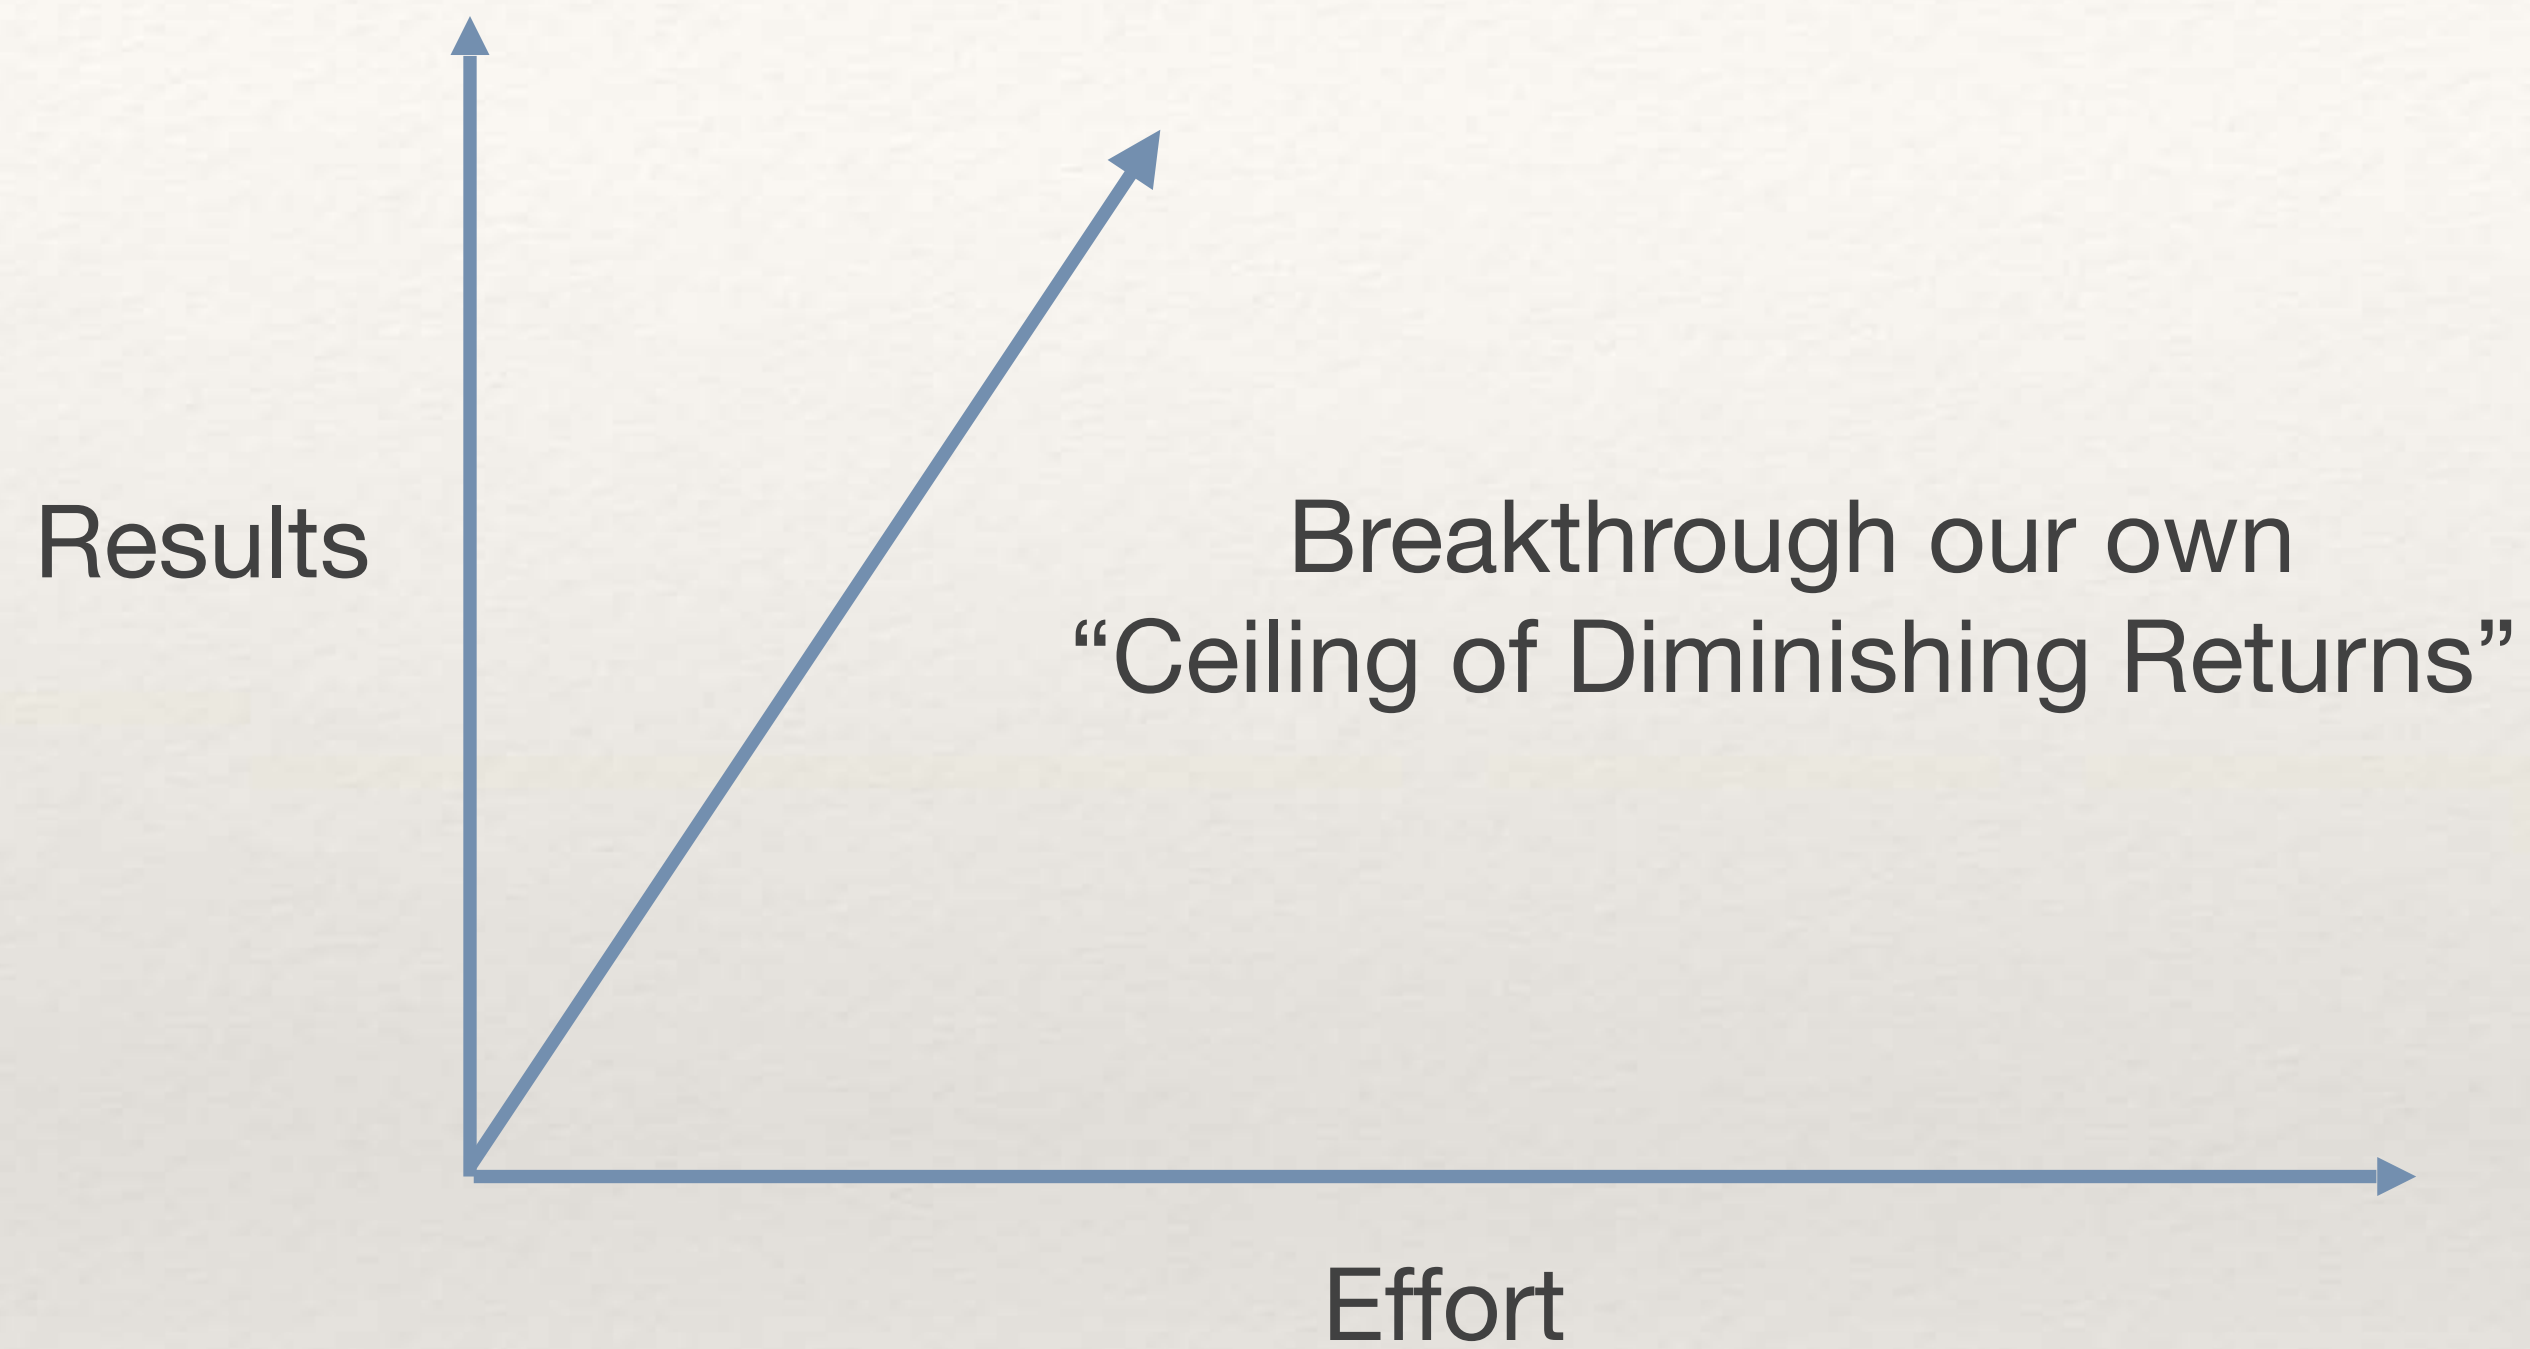 Results
Breakthrough our own
“Ceiling of Diminishing Returns”
Effort